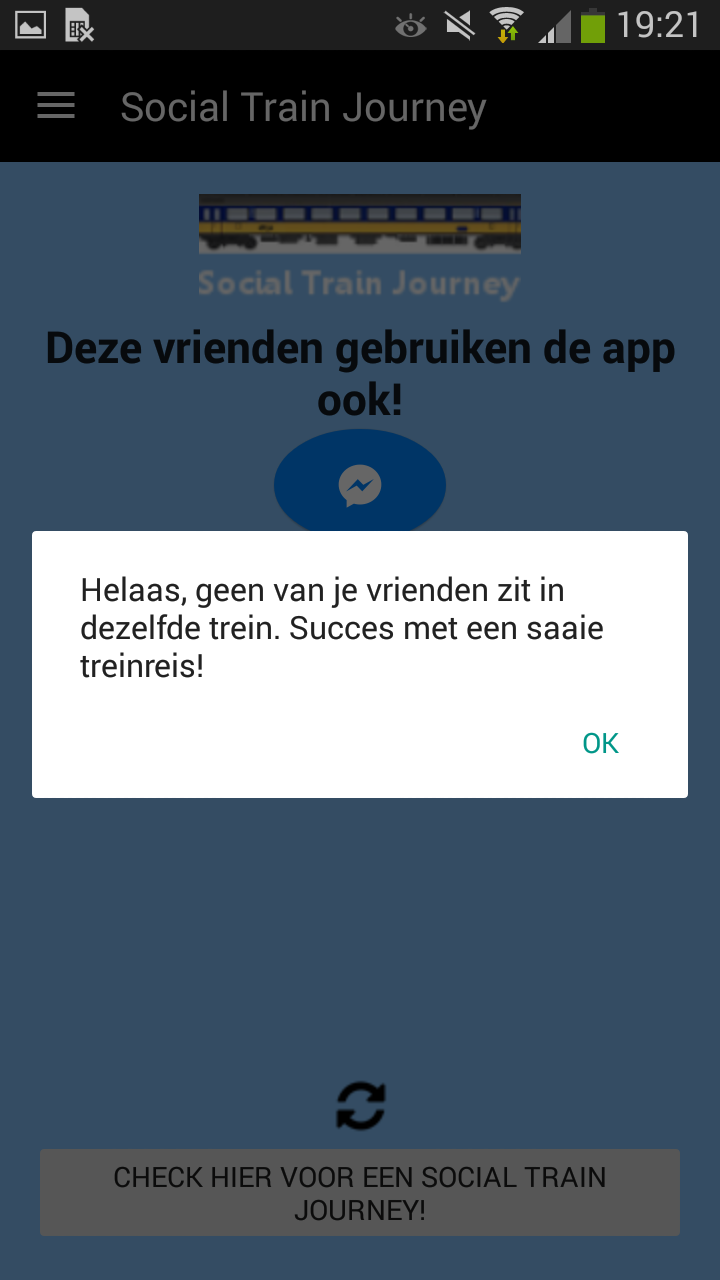 19:21
Social Train Journey
Social Train Journey
Deze vrienden gebruiken de app
ook!
Helaas, geen van je vrienden zit in
dezelfde trein. Succes met een saaie
treinreis!
OK
CHECK HIER VOOR EEN SOCIAL TRAIN
JOURNEY!